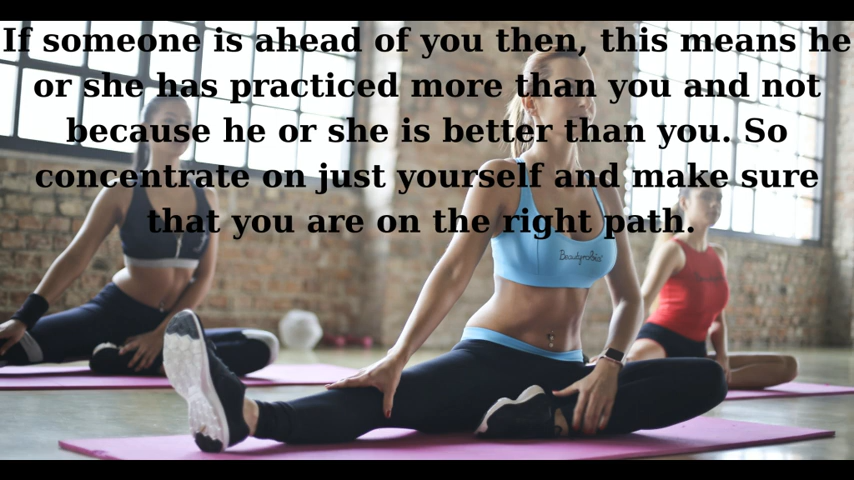 If someone is ahead of you then, this means he
or she has practiced more than you and not
because he or she is better than you. So
concentrate on just yourself and make sure
that you are on the right path.